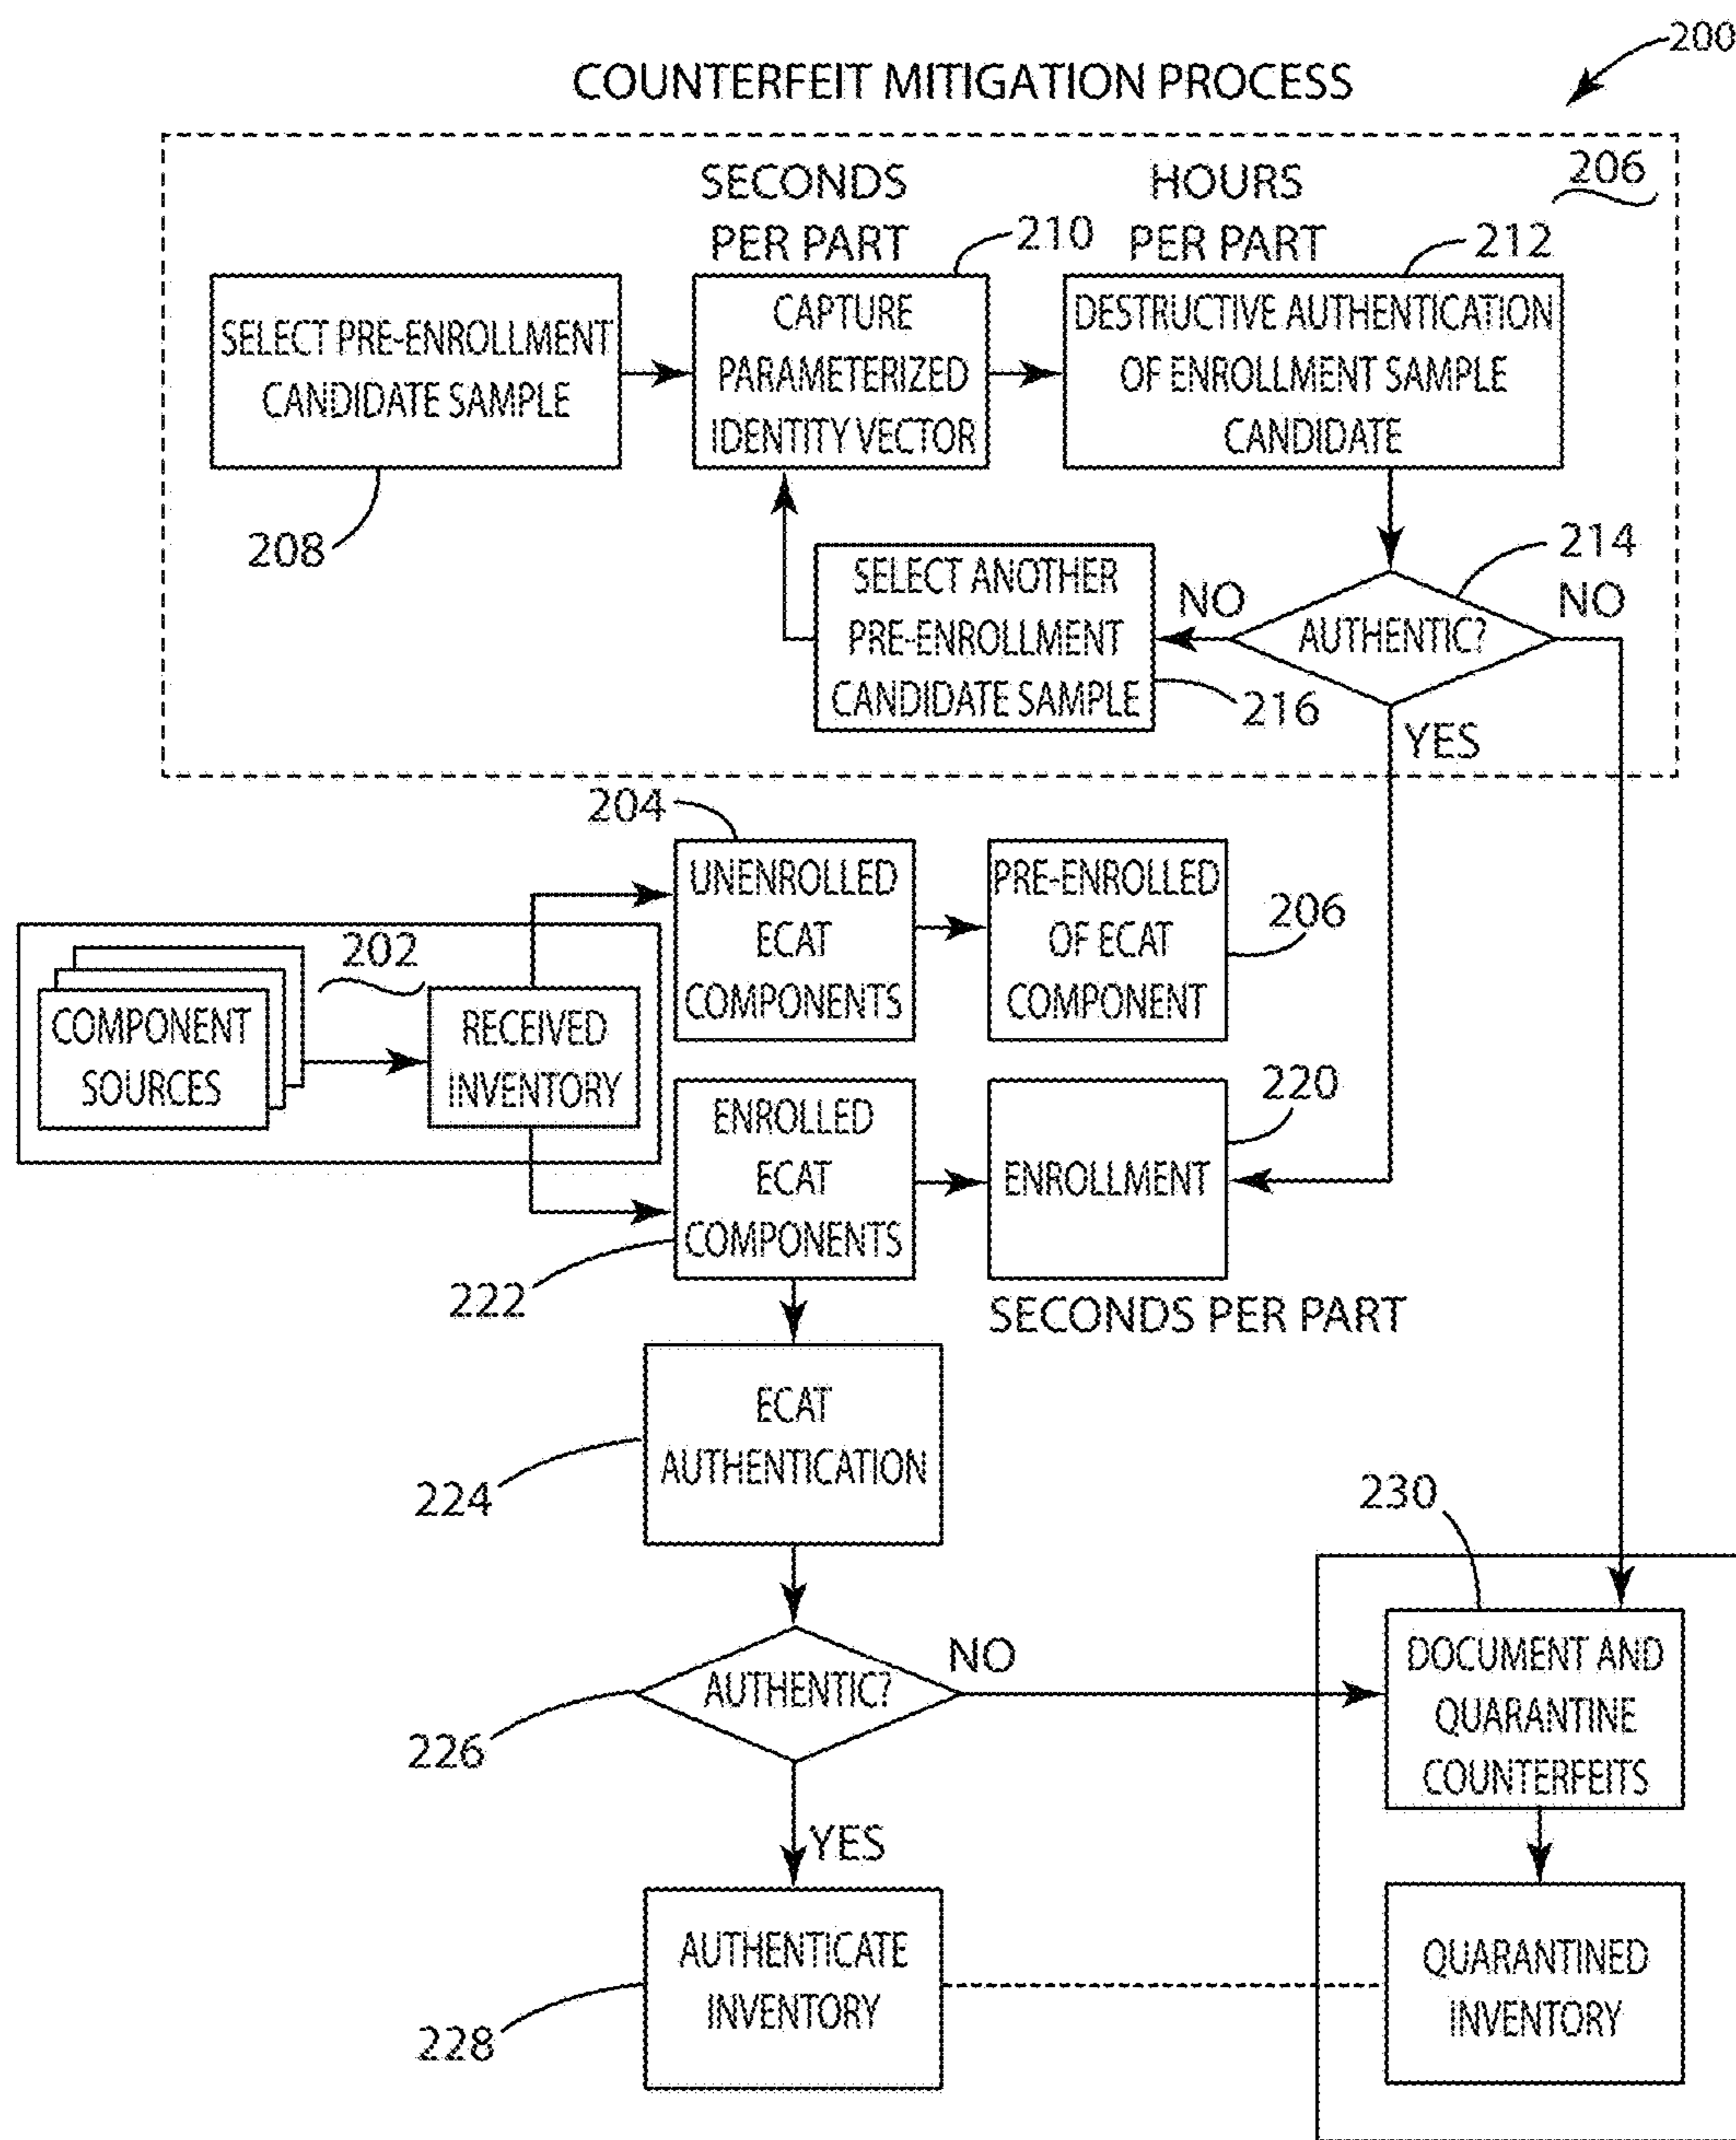 200
COUNTERFEIT MITIGATION PROCESS
206
SECONDS
PER PART
HOURS
PER PART
210
212
SELECT PRE-ENROLLMENT
CANDIDATE SAMPLE
CAPTURE
PARAMETERIZED
IDENTITY VECTOR
DESTRUCTIVE AUTHENTICATION
OF ENROLLMENT SAMPLE
CANDIDATE
208
214
SELECT ANOTHER
PRE-ENROLLMENT
CANDIDATE SAMPLE
NO
AUTHENTIC?
NO
216
YES
204
UNENROLLED
ECAT
COMPONENTS
PRE-ENROLLED
OF ECAT
COMPONENT
206
202
COMPONENT
SOURCES
RECEIVED
INVENTORY
220
ENROLLED
ECAT
COMPONENTS
ENROLLMENT
222
SECONDS PER PART
ECAT
AUTHENTICATION
224
230
AUTHENTIC?
NO
226
DOCUMENT AND
QUARANTINE
COUNTERFEITS
YES
AUTHENTICATE
INVENTORY
228
QUARANTINED
INVENTORY